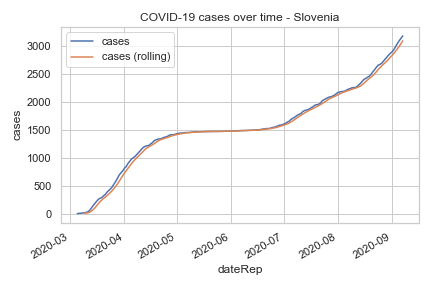 COVID-19 cases over time - Slovenia
cases
cases (rolling)
cases
3000
2500
2000
1500
1000
500
0
2020-03
2020-04
2020-05
2020-06
2020-07
2020-08
2020-09
dateRep